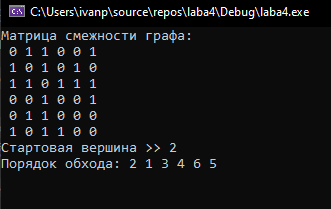 C:\Users\ivanp\source\repos\laba4\Debug\laba4.exe
Матрица смежности графа:
0 1 1 0 0 1
1 0 1 0 1 0
1 1 0 1 1 1
0 0 1 0 0 1
0 1 1 0 0 0
1 0 1 1 0 0
Стартовая вершина >> 2
Порядок обхода: 2 1 3 4 6 5